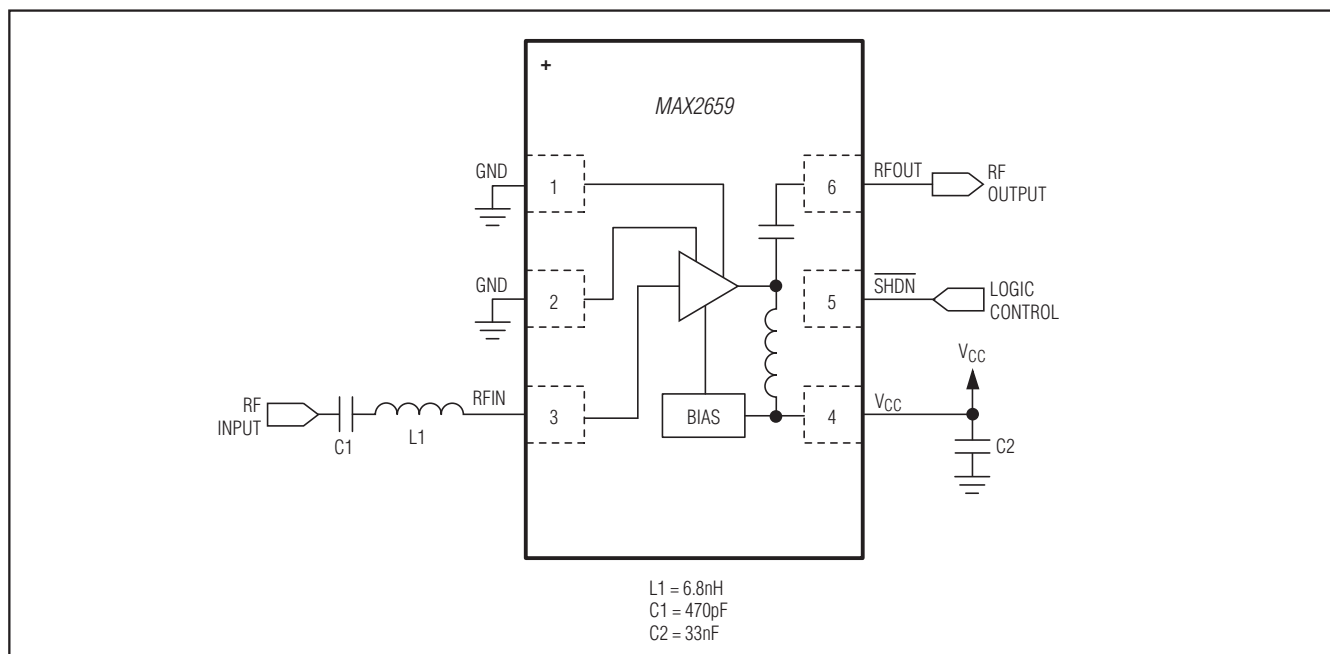 +
MAX2659
GND
1
6
RFOUT
RF
OUTPUT
GND
2
5
SHDN
LOGIC
CONTROL
RF
INPUT
C1
L1
RFIN
3
BIAS
4
VCC
VCC
C2
L1 = 6.8nH
C1 = 470pF
C2 = 33nF